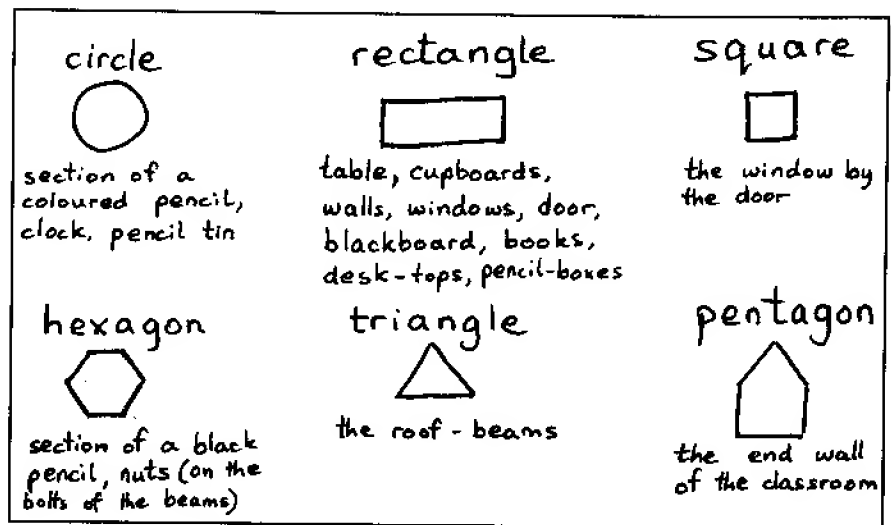 circle
section of a
coloured pencil,
clock, pencil tin
rectangle
table, cupboards,
walls, windows, door,
blackboard, books,
desk-tops, pencil-boxes
square
the window by
the door
hexagon
section of a black
pencil, nuts (on the
bolts of the beams)
triangle
the roof-beams
pentagon
the end wall
of the classroom